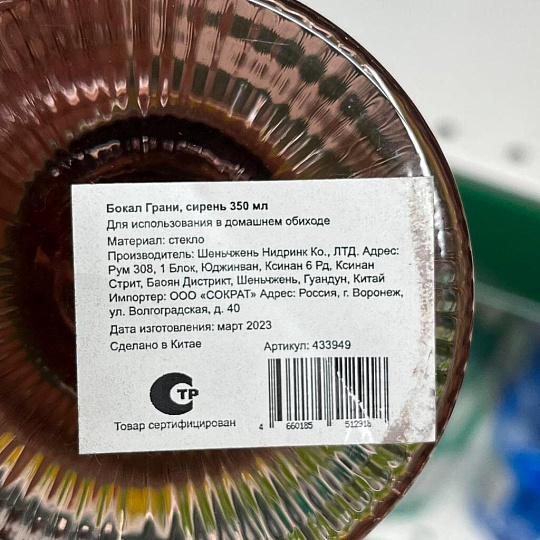 Бокал Грани, сирень 350 мл
Для использования в домашнем обиходе
Материал: стекло
Производитель: Шеньчжень Нидринк Ко., ЛТД. Адрес:
Рум 308, 1 Блок, Юджинван, Ксинан 6 Рд, Ксинан
Стрит, Баоян Дистрикт, Шеньчжень, Гуандун, Китай
Импортер: ООО «СОКРАТ» Адрес: Россия, г. Воронеж,
ул. Волгоградская, д. 40
Дата изготовления: март 2023
Сделано в Китае
Артикул: 433949
СТР
Товар сертифицирован
4 660185 512918